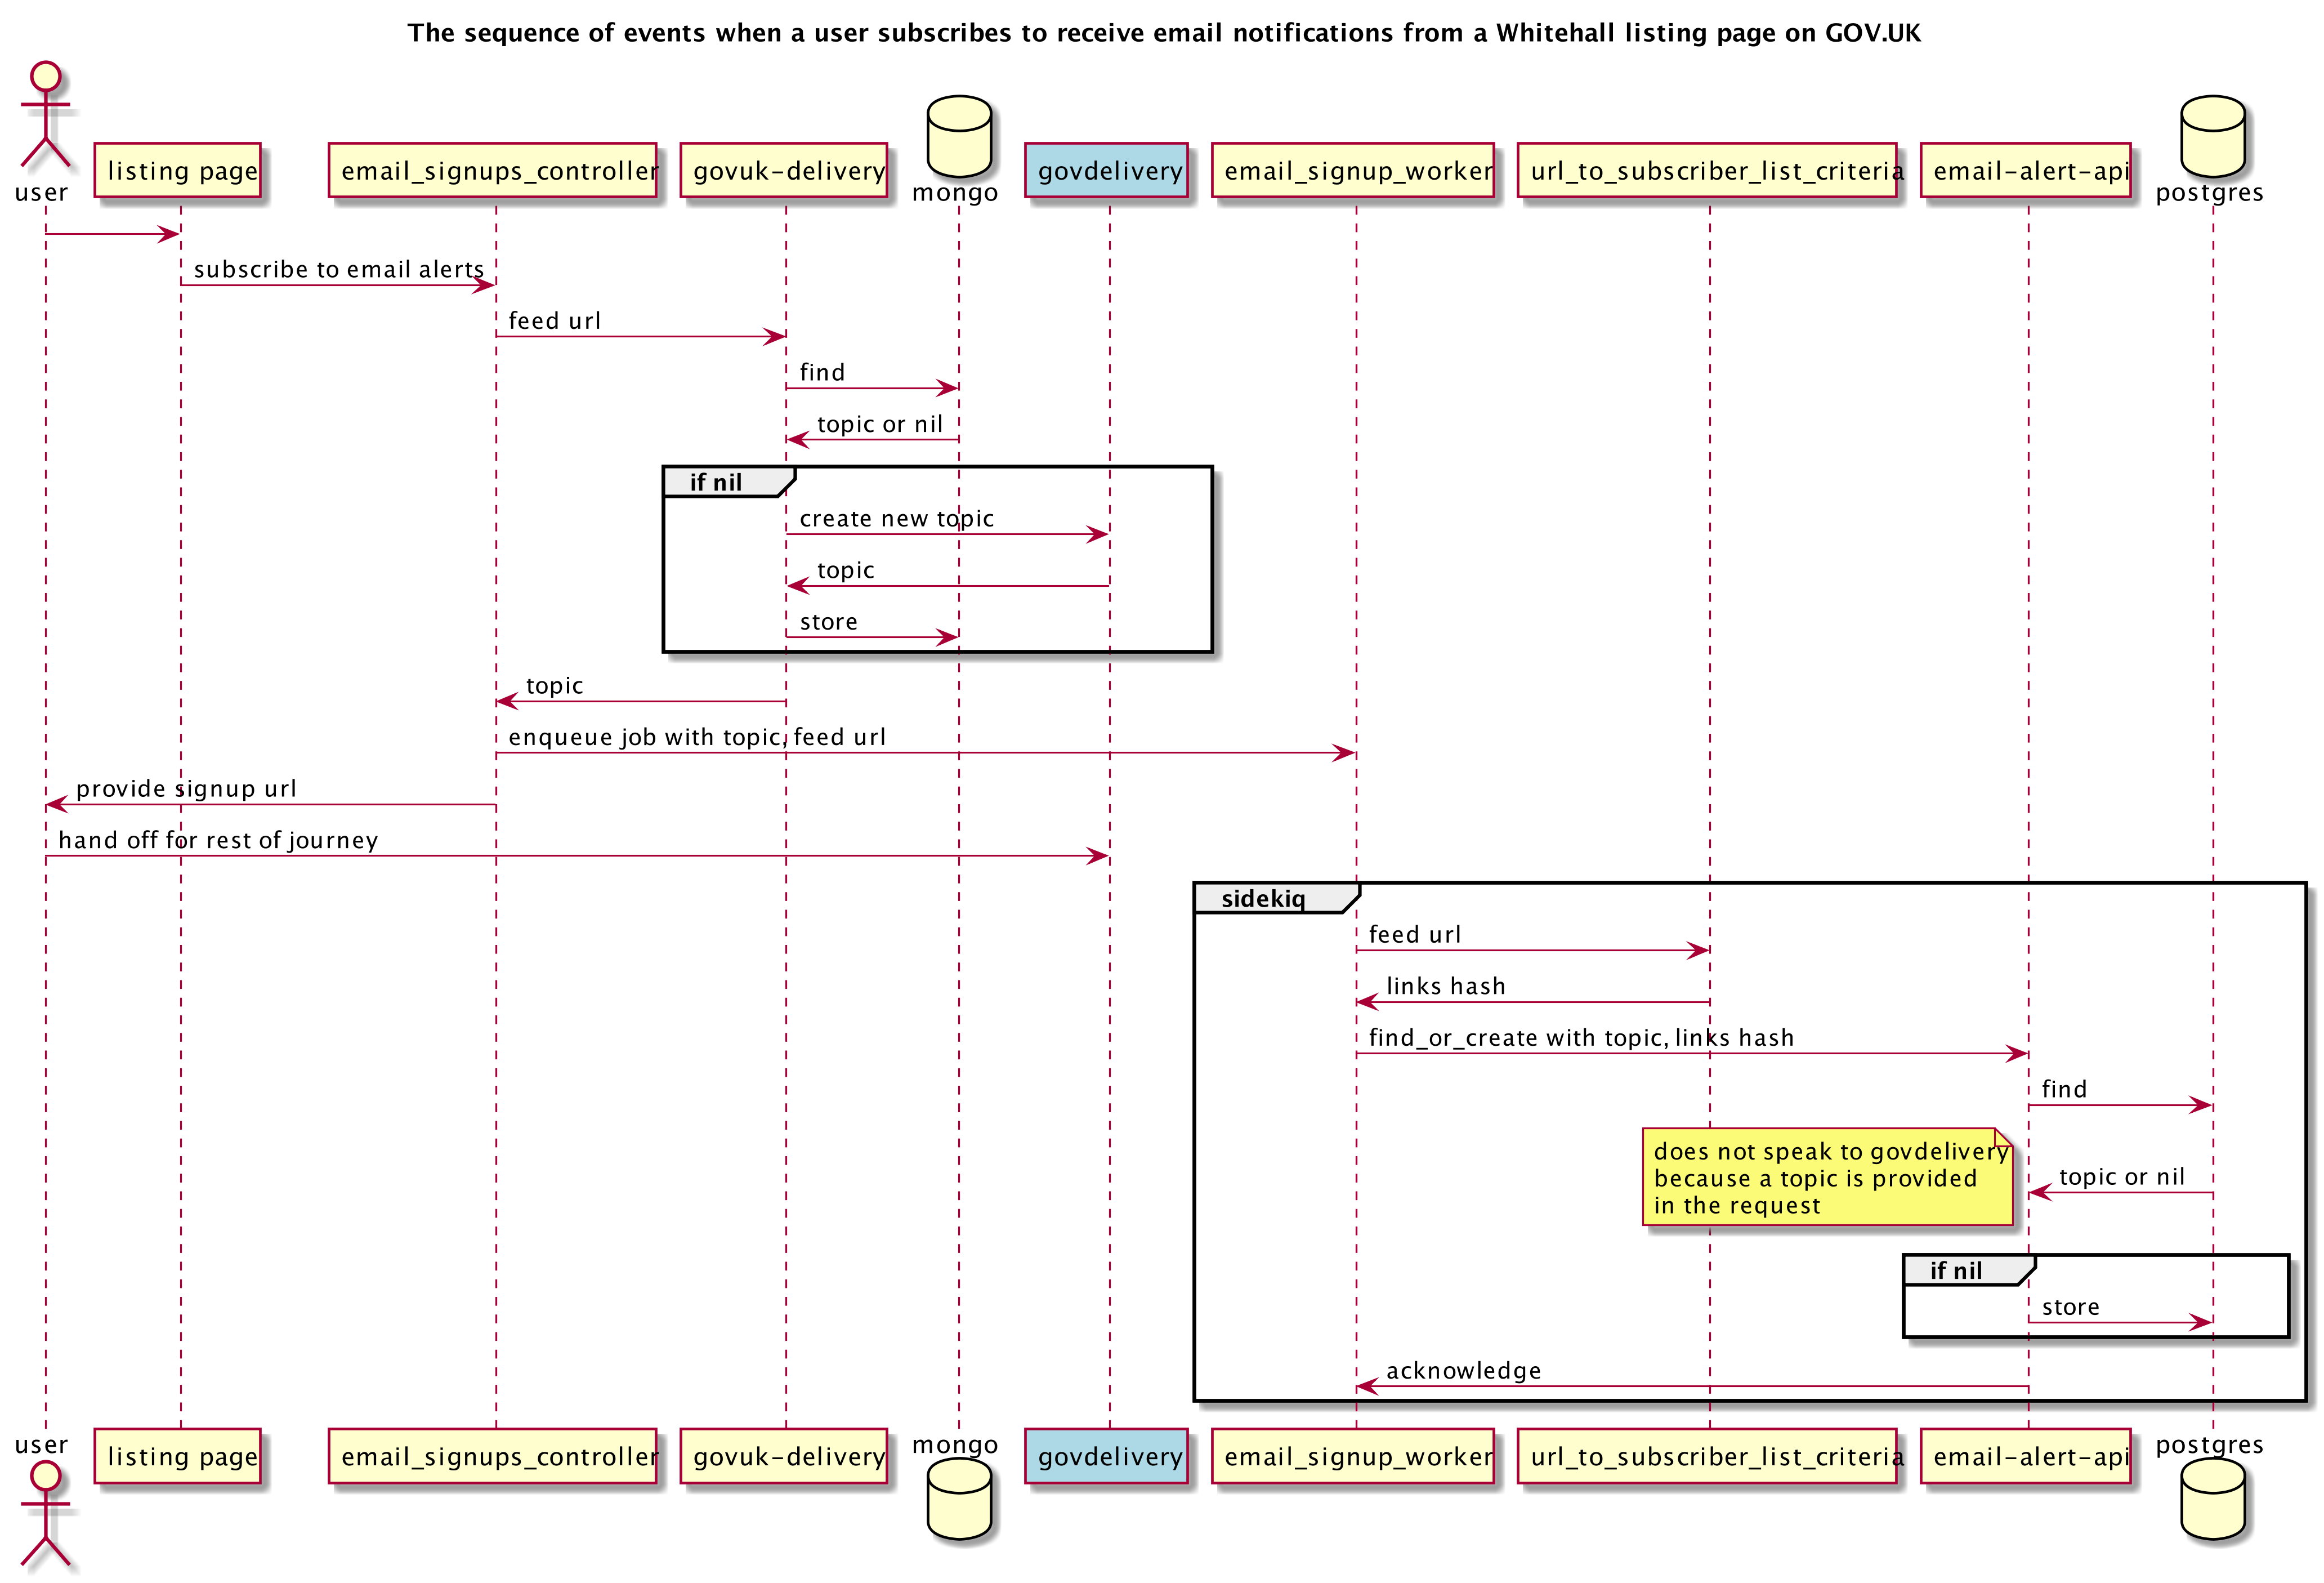 The sequence of events when a user subscribes to receive email notifications from a Whitehall listing page on GOV.UK
user
listing page
email_signups_controller
govuk-delivery
mongo
govdelivery
email_signup_worker
url_to_subscriber_list_criteria
email-alert-api
postgres
subscribe to email alerts
feed url
find
topic or nil
if nil
create new topic
topic
store
topic
enqueue job with topic, feed url
provide signup url
hand off for rest of journey
sidekiq
feed url
links hash
find_or_create with topic, links hash
find
does not speak to govdelivery
because a topic is provided
in the request
topic or nil
if nil
store
acknowledge
user
listing page
email_signups_controller
govuk-delivery
mongo
govdelivery
email_signup_worker
url_to_subscriber_list_criteria
email-alert-api
postgres